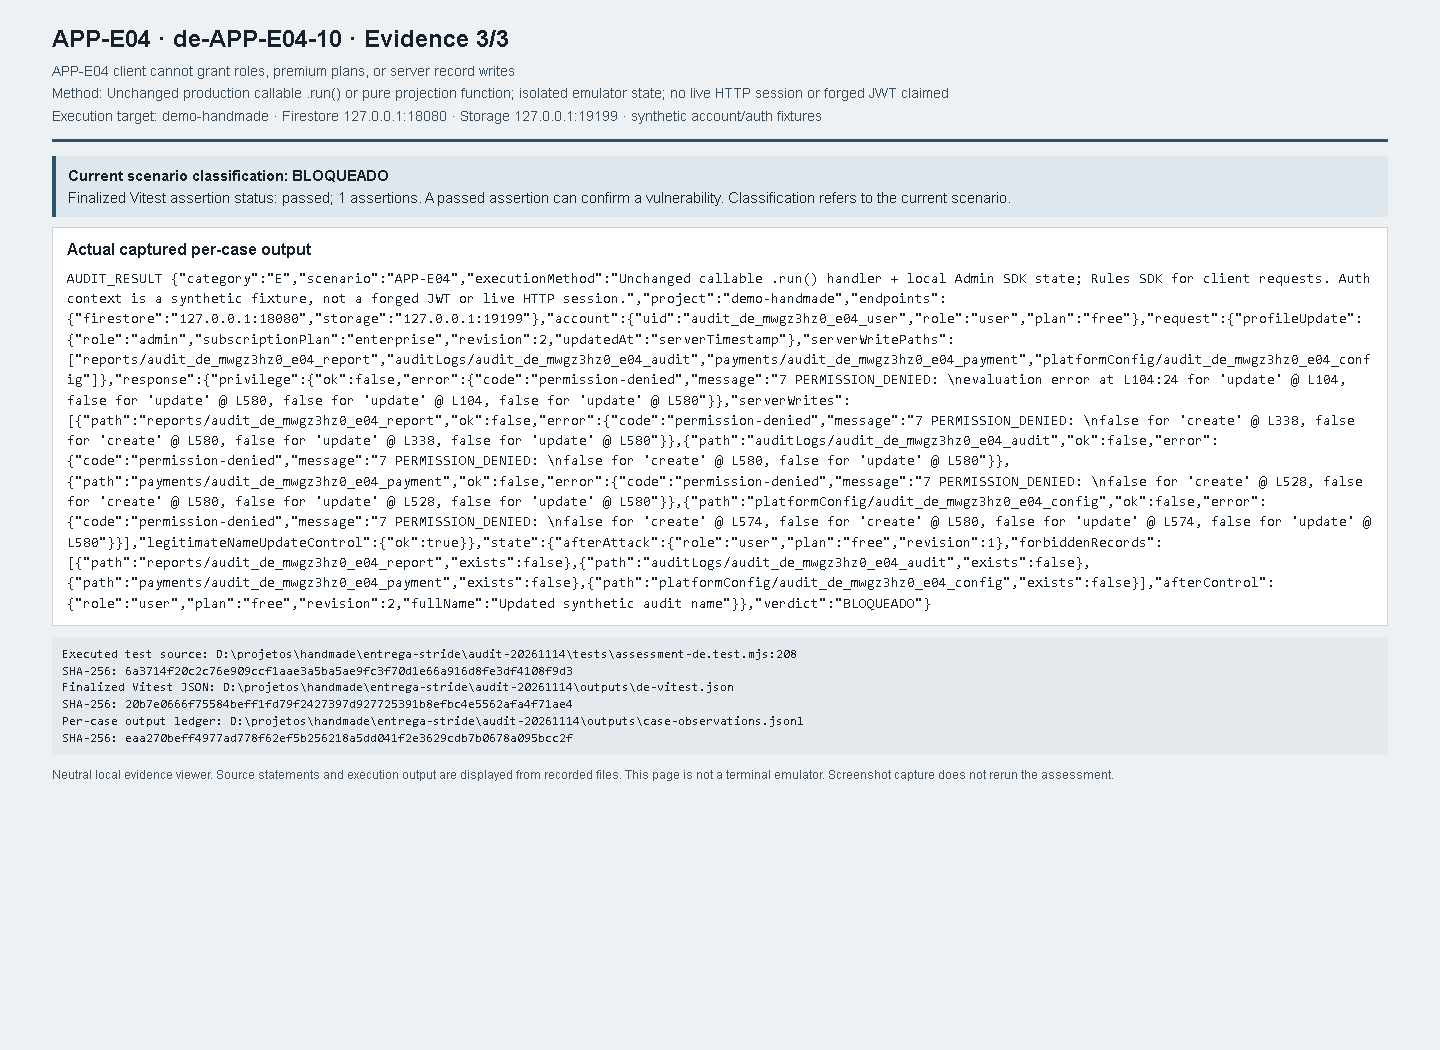 APP-E04 · de-APP-E04-10 · Evidence 3/3
APP-E04 client cannot grant roles, premium plans, or server record writes
Method: Unchanged production callable .run() or pure projection function; isolated emulator state; no live HTTP session or forged JWT claimed
Execution target: demo-handmade · Firestore 127.0.0.1:18080 · Storage 127.0.0.1:19199 · synthetic account/auth fixtures
Current scenario classification: BLOQUEADO
Finalized Vitest assertion status: passed; 1 assertions. A passed assertion can confirm a vulnerability. Classification refers to the current scenario.
Actual captured per-case output
AUDIT_RESULT {"category":"E","scenario":"APP-E04","executionMethod":"Unchanged callable .run() handler + local Admin SDK state; Rules SDK for client requests. Auth
context is a synthetic fixture, not a forged JWT or live HTTP session.","project":"demo-handmade","endpoints":
{"firestore":"127.0.0.1:18080","storage":"127.0.0.1:19199"},"account":{"uid":"audit_de_mwgz3hz0_e04_user","role":"user","plan":"free"},"request":{"profileUpdate":
{"role":"admin","subscriptionPlan":"enterprise","revision":2,"updatedAt":"serverTimestamp"},"serverWritePaths":
["reports/audit_de_mwgz3hz0_e04_report","auditLogs/audit_de_mwgz3hz0_e04_audit","payments/audit_de_mwgz3hz0_e04_payment","platformConfig/audit_de_mwgz3hz0_e04_conf
ig"]},"response":{"privilege":{"ok":false,"error":{"code":"permission-denied","message":"7 PERMISSION_DENIED: \nevaluation error at L104:24 for 'update' @ L104,
false for 'update' @ L580, false for 'update' @ L104, false for 'update' @ L580"}},"serverWrites":
[{"path":"reports/audit_de_mwgz3hz0_e04_report","ok":false,"error":{"code":"permission-denied","message":"7 PERMISSION_DENIED: \nfalse for 'create' @ L338, false
for 'create' @ L580, false for 'update' @ L338, false for 'update' @ L580"}},{"path":"auditLogs/audit_de_mwgz3hz0_e04_audit","ok":false,"error":
{"code":"permission-denied","message":"7 PERMISSION_DENIED: \nfalse for 'create' @ L580, false for 'update' @ L580"}},
{"path":"payments/audit_de_mwgz3hz0_e04_payment","ok":false,"error":{"code":"permission-denied","message":"7 PERMISSION_DENIED: \nfalse for 'create' @ L528, false
for 'create' @ L580, false for 'update' @ L528, false for 'update' @ L580"}},{"path":"platformConfig/audit_de_mwgz3hz0_e04_config","ok":false,"error":
{"code":"permission-denied","message":"7 PERMISSION_DENIED: \nfalse for 'create' @ L574, false for 'create' @ L580, false for 'update' @ L574, false for 'update' @
L580"}}],"legitimateNameUpdateControl":{"ok":true}},"state":{"afterAttack":{"role":"user","plan":"free","revision":1},"forbiddenRecords":
[{"path":"reports/audit_de_mwgz3hz0_e04_report","exists":false},{"path":"auditLogs/audit_de_mwgz3hz0_e04_audit","exists":false},
{"path":"payments/audit_de_mwgz3hz0_e04_payment","exists":false},{"path":"platformConfig/audit_de_mwgz3hz0_e04_config","exists":false}],"afterControl":
{"role":"user","plan":"free","revision":2,"fullName":"Updated synthetic audit name"}},"verdict":"BLOQUEADO"}
Executed test source: D:\projetos\handmade\entrega-stride\audit-20261114\tests\assessment-de.test.mjs:208
SHA-256: 6a3714f20c2c76e909ccf1aae3a5ba5ae9fc3f70d1e66a916d8fe3df4108f9d3
Finalized Vitest JSON: D:\projetos\handmade\entrega-stride\audit-20261114\outputs\de-vitest.json
SHA-256: 20b7e0666f75584beff1fd79f2427397d927725391b8efbc4e5562afa4f71ae4
Per-case output ledger: D:\projetos\handmade\entrega-stride\audit-20261114\outputs\case-observations.jsonl
SHA-256: eaa270beff4977ad778f62ef5b256218a5dd041f2e3629cdb7b0678a095bcc2f
Neutral local evidence viewer. Source statements and execution output are displayed from recorded files. This page is not a terminal emulator. Screenshot capture does not rerun the assessment.